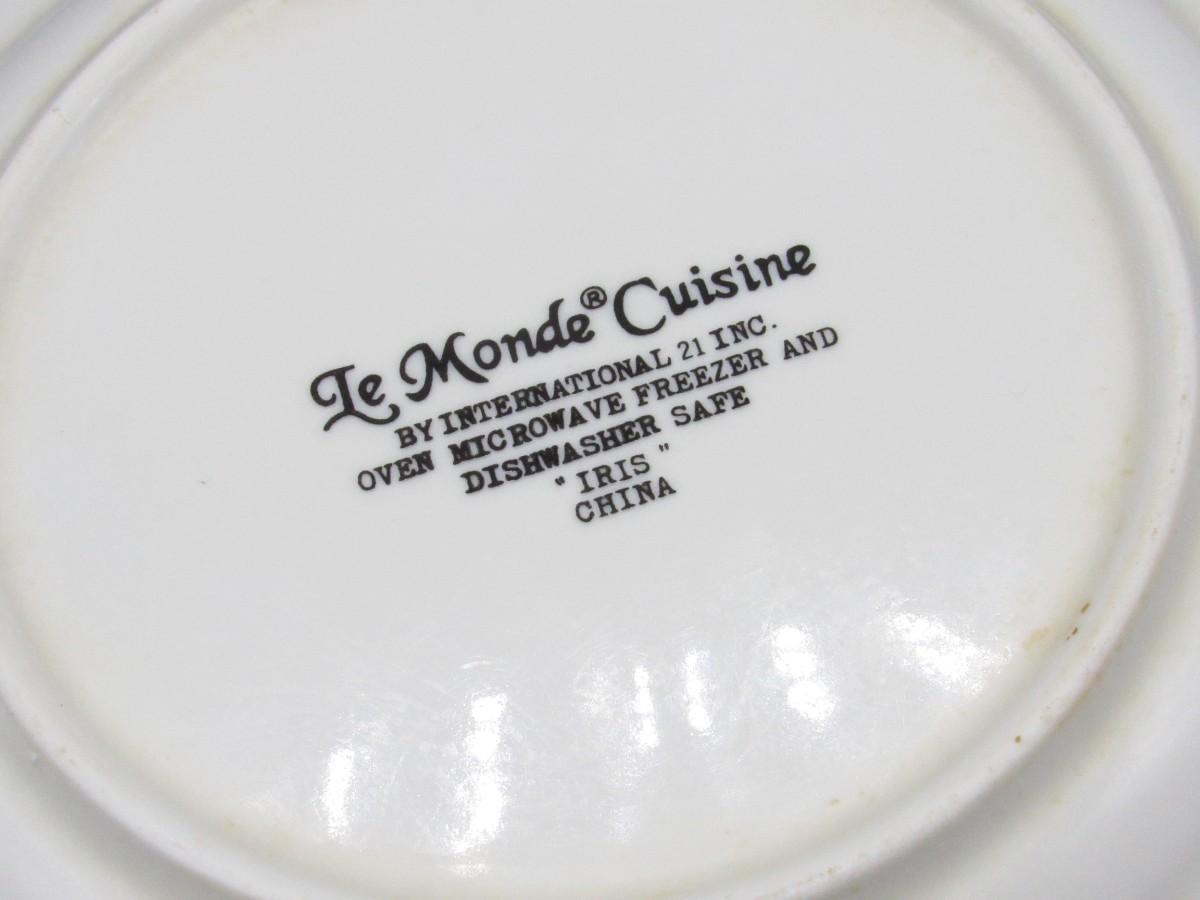 Le Monde® Cuisine
BY INTERNATIONAL 21 INC.
OVEN MICROWAVE FREEZER AND
DISHWASHER SAFE
"IRIS"
CHINA